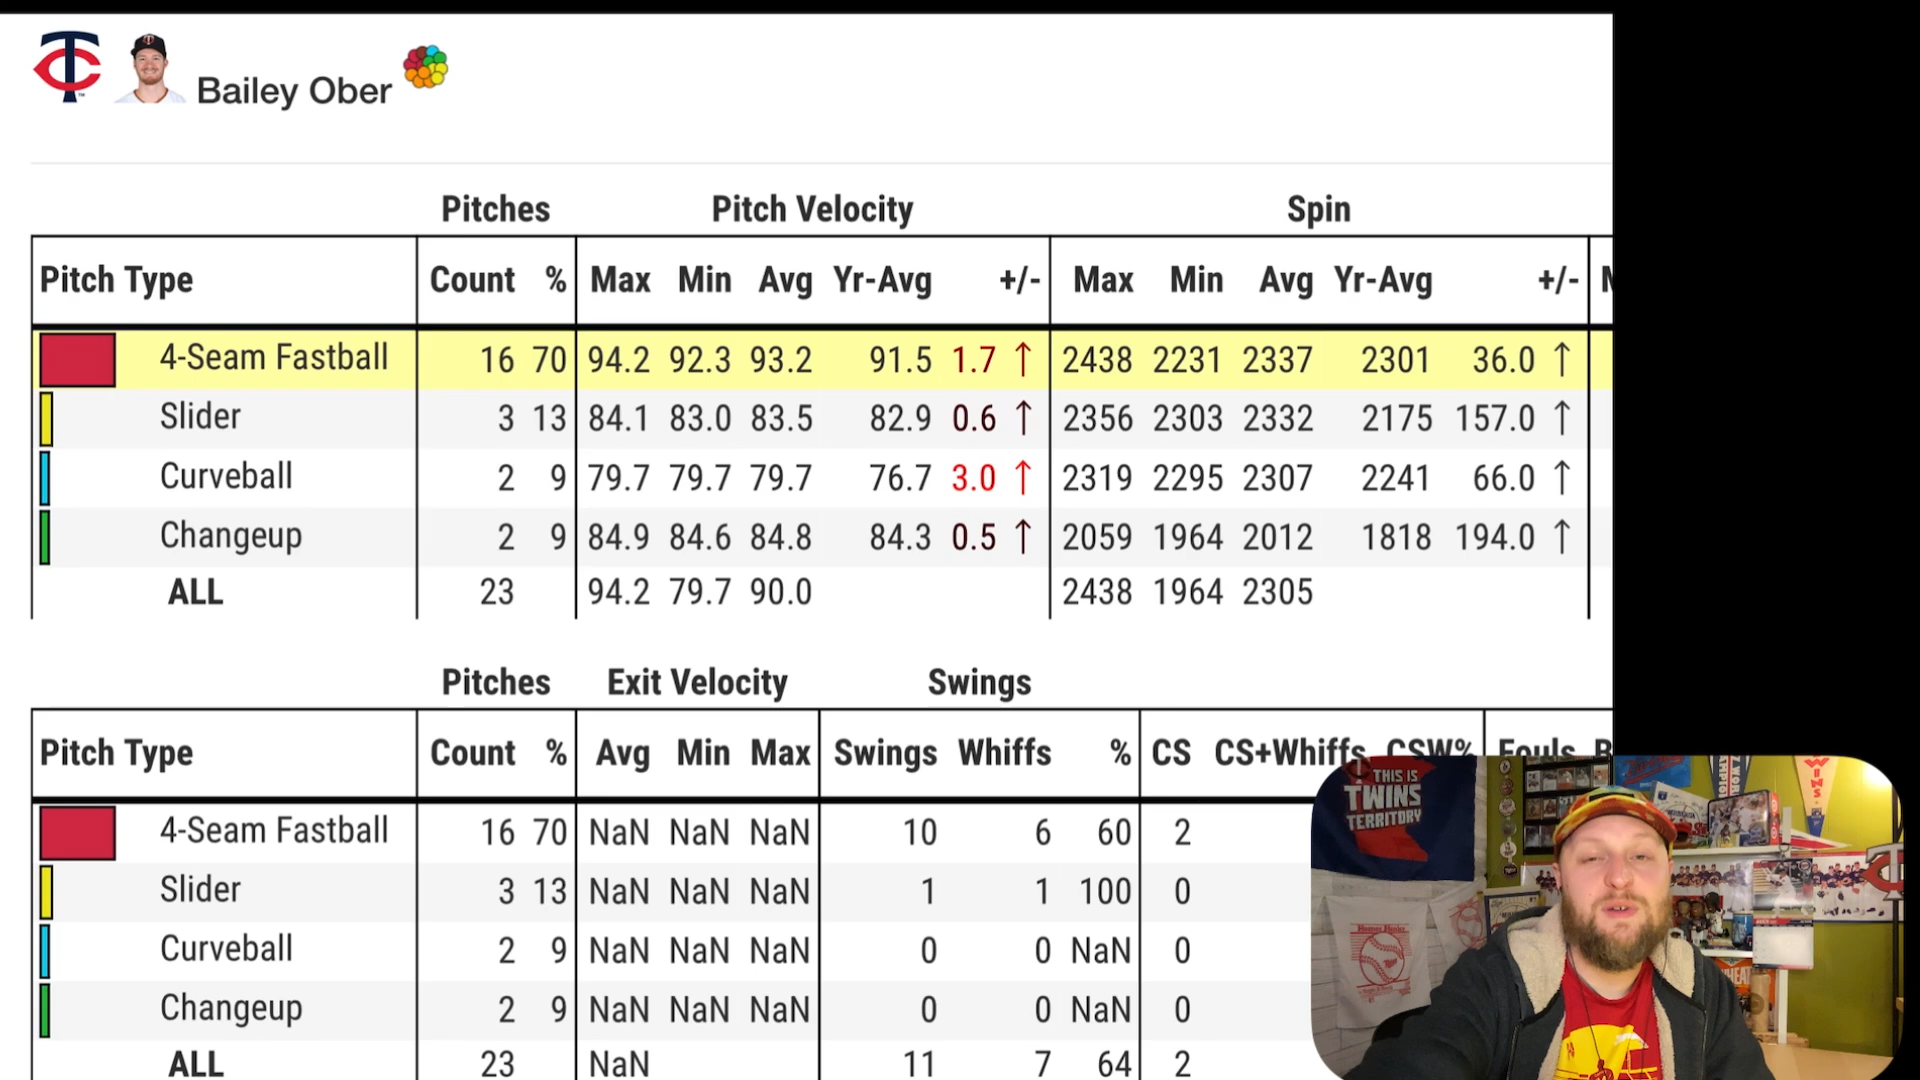 Bailey Ober
Pitches Pitch Velocity Spin
Pitch Type Count % Max Min Avg Yr-Avg +/- Max Min Avg Yr-Avg +/-
4-Seam Fastball 16 70 94.2 92.3 93.2 91.5 1.7 ↑ 2438 2231 2337 2301 36.0 ↑
Slider 3 13 84.1 83.0 83.5 82.9 0.6 ↑ 2356 2303 2332 2175 157.0 ↑
Curveball 2 9 79.7 79.7 79.7 76.7 3.0 ↑ 2319 2295 2307 2241 66.0 ↑
Changeup 2 9 84.9 84.6 84.8 84.3 0.5 ↑ 2059 1964 2012 1818 194.0 ↑
ALL 23 94.2 79.7 90.0 2438 1964 2305
Pitches Exit Velocity Swings
Pitch Type Count % Avg Min Max Swings Whiffs % CS CS+Whiffs CSW% Fouls
4-Seam Fastball 16 70 NaN NaN NaN 10 6 60 2
Slider 3 13 NaN NaN NaN 1 1 100 0
Curveball 2 9 NaN NaN NaN 0 0 NaN 0
Changeup 2 9 NaN NaN NaN 0 0 NaN 0
ALL 23 NaN 11 7 64 2
THIS IS
TWINS
TERRITORY
Homer Hanky